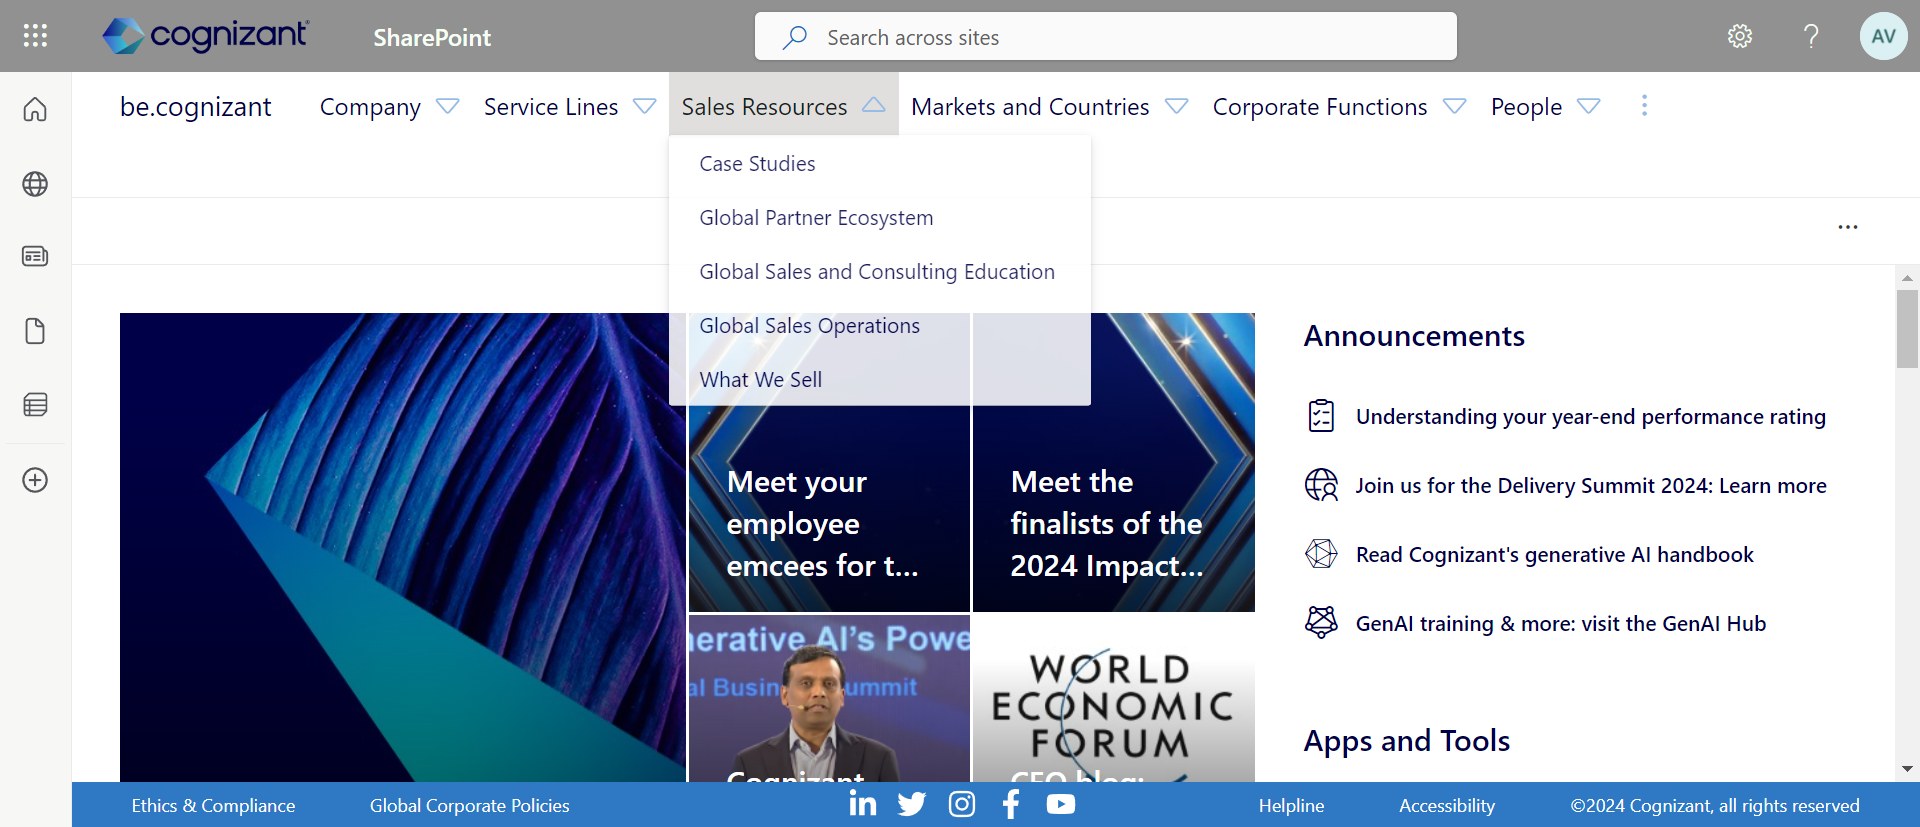 cognizant
SharePoint
Search across sites
AV
be.cognizant
Company
Service Lines
Sales Resources
Markets and Countries
Corporate Functions
People
Case Studies
Global Partner Ecosystem
Global Sales and Consulting Education
Global Sales Operations
What We Sell
Meet your
employee
emcees for t...
Meet the
finalists of the
2024 Impact...
nerative AI's Powe
al Busin
ummit
Cognizant
WORLD
ECONOMIC
FORUM
CEO blog:
Announcements
Understanding your year-end performance rating
Join us for the Delivery Summit 2024: Learn more
Read Cognizant's generative AI handbook
GenAI training & more: visit the GenAI Hub
Apps and Tools
Ethics & Compliance
Global Corporate Policies
Helpline
Accessibility
©2024 Cognizant, all rights reserved